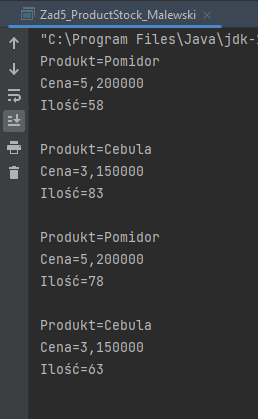 Zad5_ProductStock_Malewski
"C:\Program Files\Java\jdk-
Produkt=Pomidor
Cena=5,200000
Ilość=58
Produkt=Cebula
Cena=3,150000
Ilość=83
Produkt=Pomidor
Cena=5,200000
Ilość=78
Produkt=Cebula
Cena=3,150000
Ilość=63